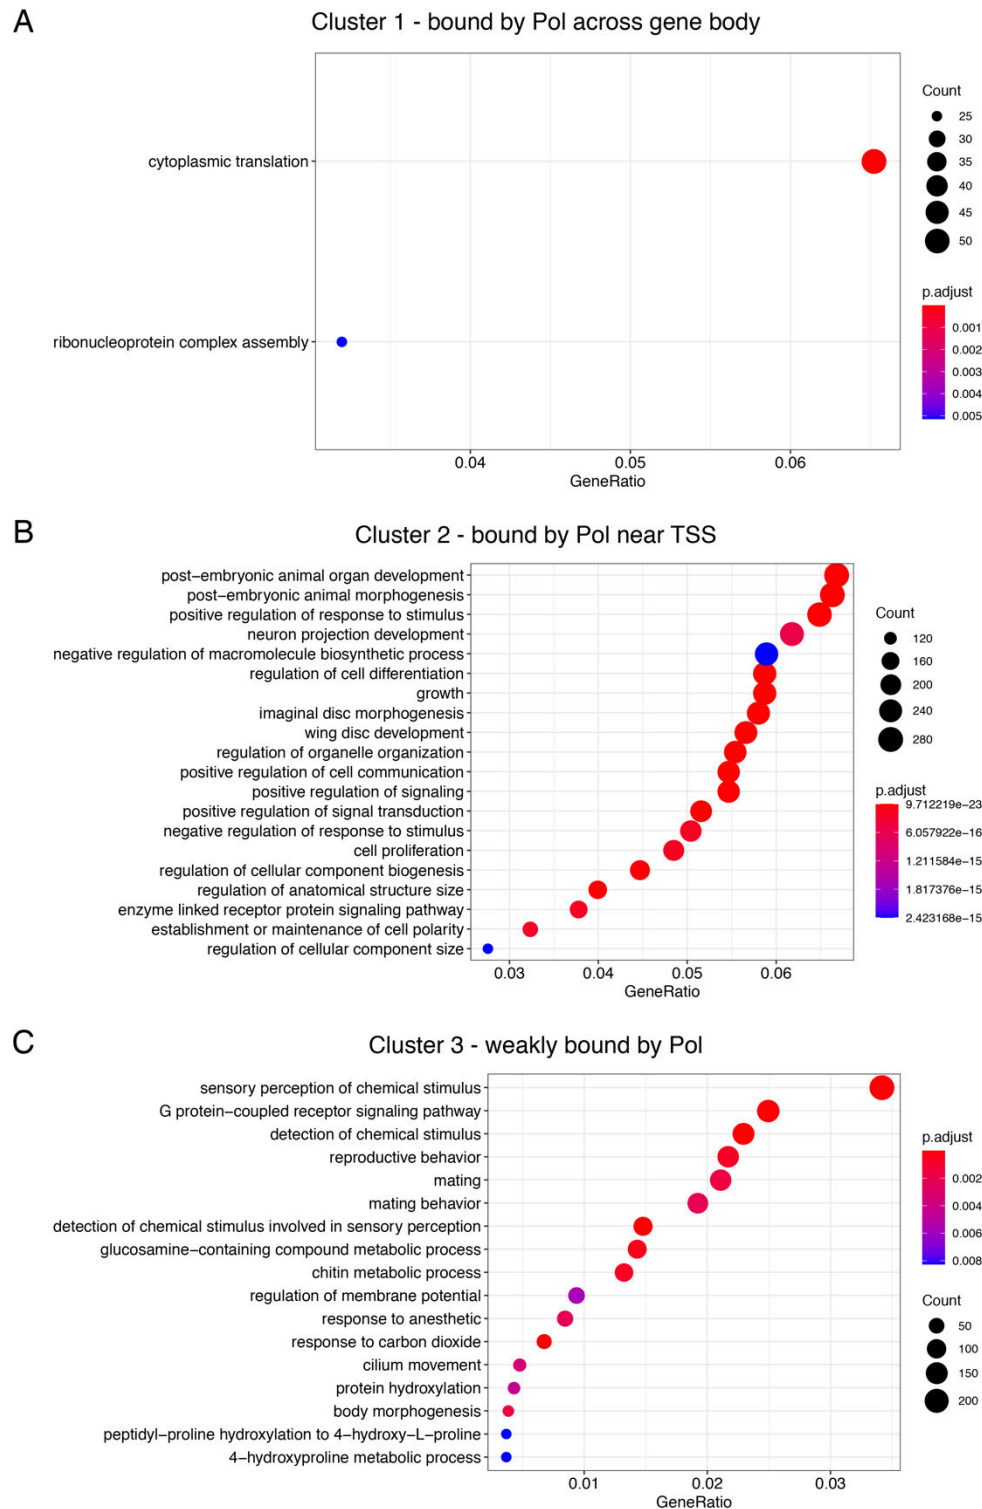 A
Cluster 1 - bound by Pol across gene body
cytoplasmic translation
ribonucleoprotein complex assembly
0.04 0.05 0.06
GeneRatio
Count
25
30
35
40
45
50
p.adjust
0.001
0.002
0.003
0.004
0.005
B
Cluster 2 - bound by Pol near TSS
post−embryonic animal organ development
post−embryonic animal morphogenesis
positive regulation of response to stimulus
neuron projection development
negative regulation of macromolecule biosynthetic process
regulation of cell differentiation
growth
imaginal disc morphogenesis
wing disc development
regulation of organelle organization
positive regulation of cell communication
positive regulation of signaling
positive regulation of signal transduction
negative regulation of response to stimulus
cell proliferation
regulation of cellular component biogenesis
regulation of anatomical structure size
enzyme linked receptor protein signaling pathway
establishment or maintenance of cell polarity
regulation of cellular component size
0.03 0.04 0.05 0.06
GeneRatio
Count
120
160
200
240
280
p.adjust
9.712219e−23
6.057922e−16
1.211584e−15
1.817376e−15
2.423168e−15
C
Cluster 3 - weakly bound by Pol
sensory perception of chemical stimulus
G protein−coupled receptor signaling pathway
detection of chemical stimulus
reproductive behavior
mating
mating behavior
detection of chemical stimulus involved in sensory perception
glucosamine−containing compound metabolic process
chitin metabolic process
regulation of membrane potential
response to anesthetic
response to carbon dioxide
cilium movement
protein hydroxylation
body morphogenesis
peptidyl−proline hydroxylation to 4−hydroxy−L−proline
4−hydroxyproline metabolic process
0.01 0.02 0.03
GeneRatio
p.adjust
0.002
0.004
0.006
0.008
Count
50
100
150
200